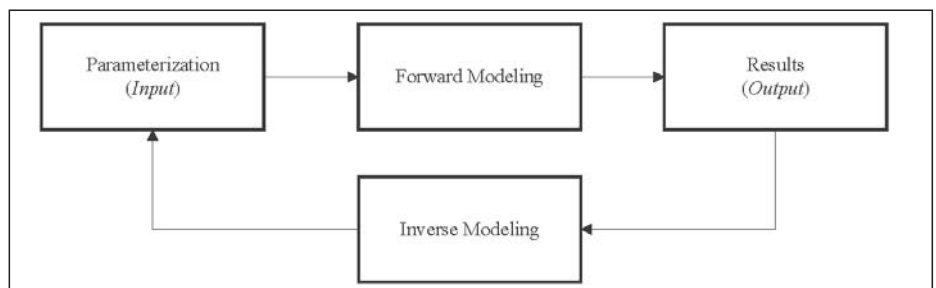 Parameterization
(Input)
Forward Modeling
Results
(Output)
Inverse Modeling